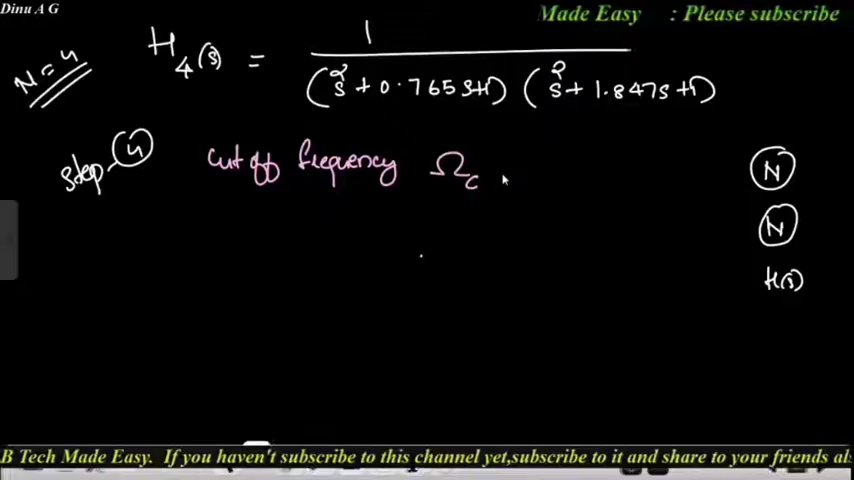 Dinu A G
Made Easy : Please subscribe
N=4
H4(s) = 1 / (s²+0.765s+1) (s²+1.847s+1)
step 4 cut off frequency Ωc
N
N
H(s)
B Tech Made Easy. If you haven't subscribe to this channel yet,subscribe to it and share to your friends als